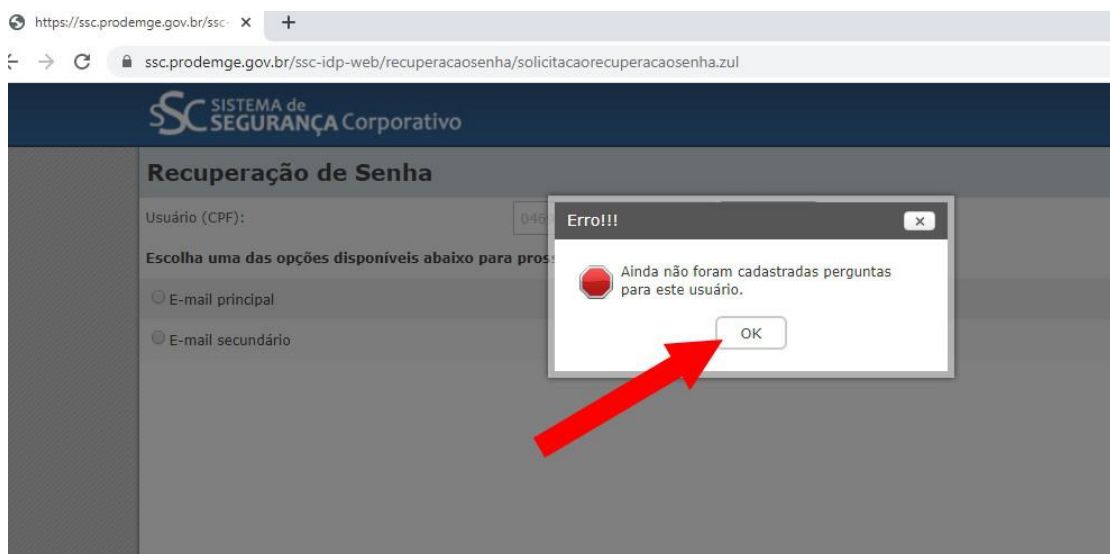 https://ssc.prodemge.gov.br/ssc-
ssc.prodemge.gov.br/ssc-idp-web/recuperacaosenha/solicitacaorecuperacaosenha.zul
SSC SISTEMA de
SEGURANÇA Corporativo
Recuperação de Senha
Usuário (CPF):
Erro!!!
Escolha uma das opções disponíveis abaixo para
Ainda não foram cadastradas perguntas
para este usuário.
E-mail principal
OK
E-mail secundário